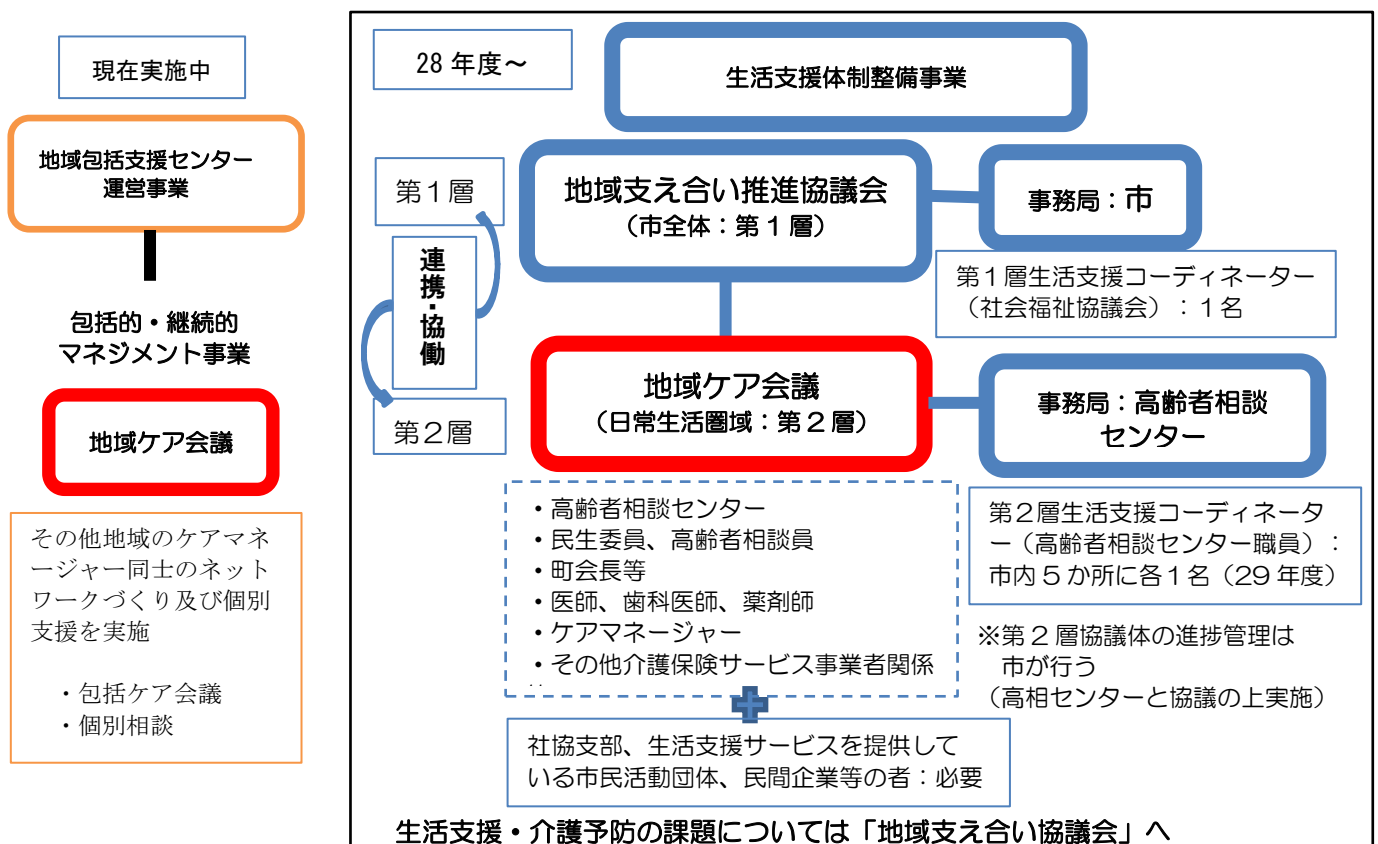 現在実施中
地域包括支援センター
運営事業
包括的・継続的
マネジメント事業
地域ケア会議
その他地域のケアマネ
ージャー同士のネット
ワークづくり及び個別
支援を実施
・包括ケア会議
・個別相談
28 年度～
生活支援体制整備事業
第１層
地域支え合い推進協議会
（市全体：第 1 層）
事務局：市
第１層生活支援コーディネーター
（社会福祉協議会）：１名
連携・協働
第２層
地域ケア会議
（日常生活圏域：第 2 層）
事務局：高齢者相談
センター
・高齢者相談センター
・民生委員、高齢者相談員
・町会長等
・医師、歯科医師、薬剤師
・ケアマネージャー
・その他介護保険サービス事業者関係
第２層生活支援コーディネータ
ー（高齢者相談センター職員）：
市内 5 か所に各１名（29 年度）
※第 2 層協議体の進捗管理は
市が行う
（高相センターと協議の上実施）
社協支部、生活支援サービスを提供して
いる市民活動団体、民間企業等の者：必要
生活支援・介護予防の課題については「地域支え合い協議会」へ